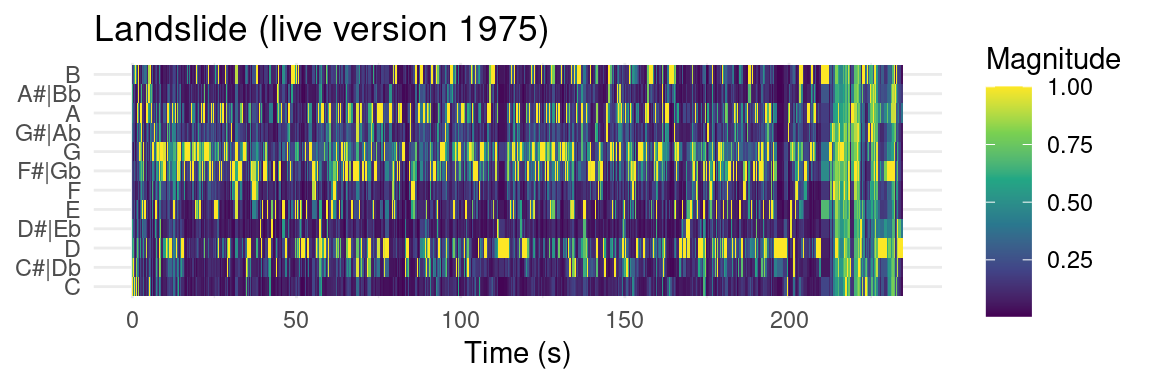 Landslide (live version 1975)
Magnitude
B
A#|Bb
A
G#|Ab
G
F#|Gb
F
E
D#|Eb
D
C#|Db
C
1.00
0.75
0.50
0.25
0 50 100 150 200
Time (s)